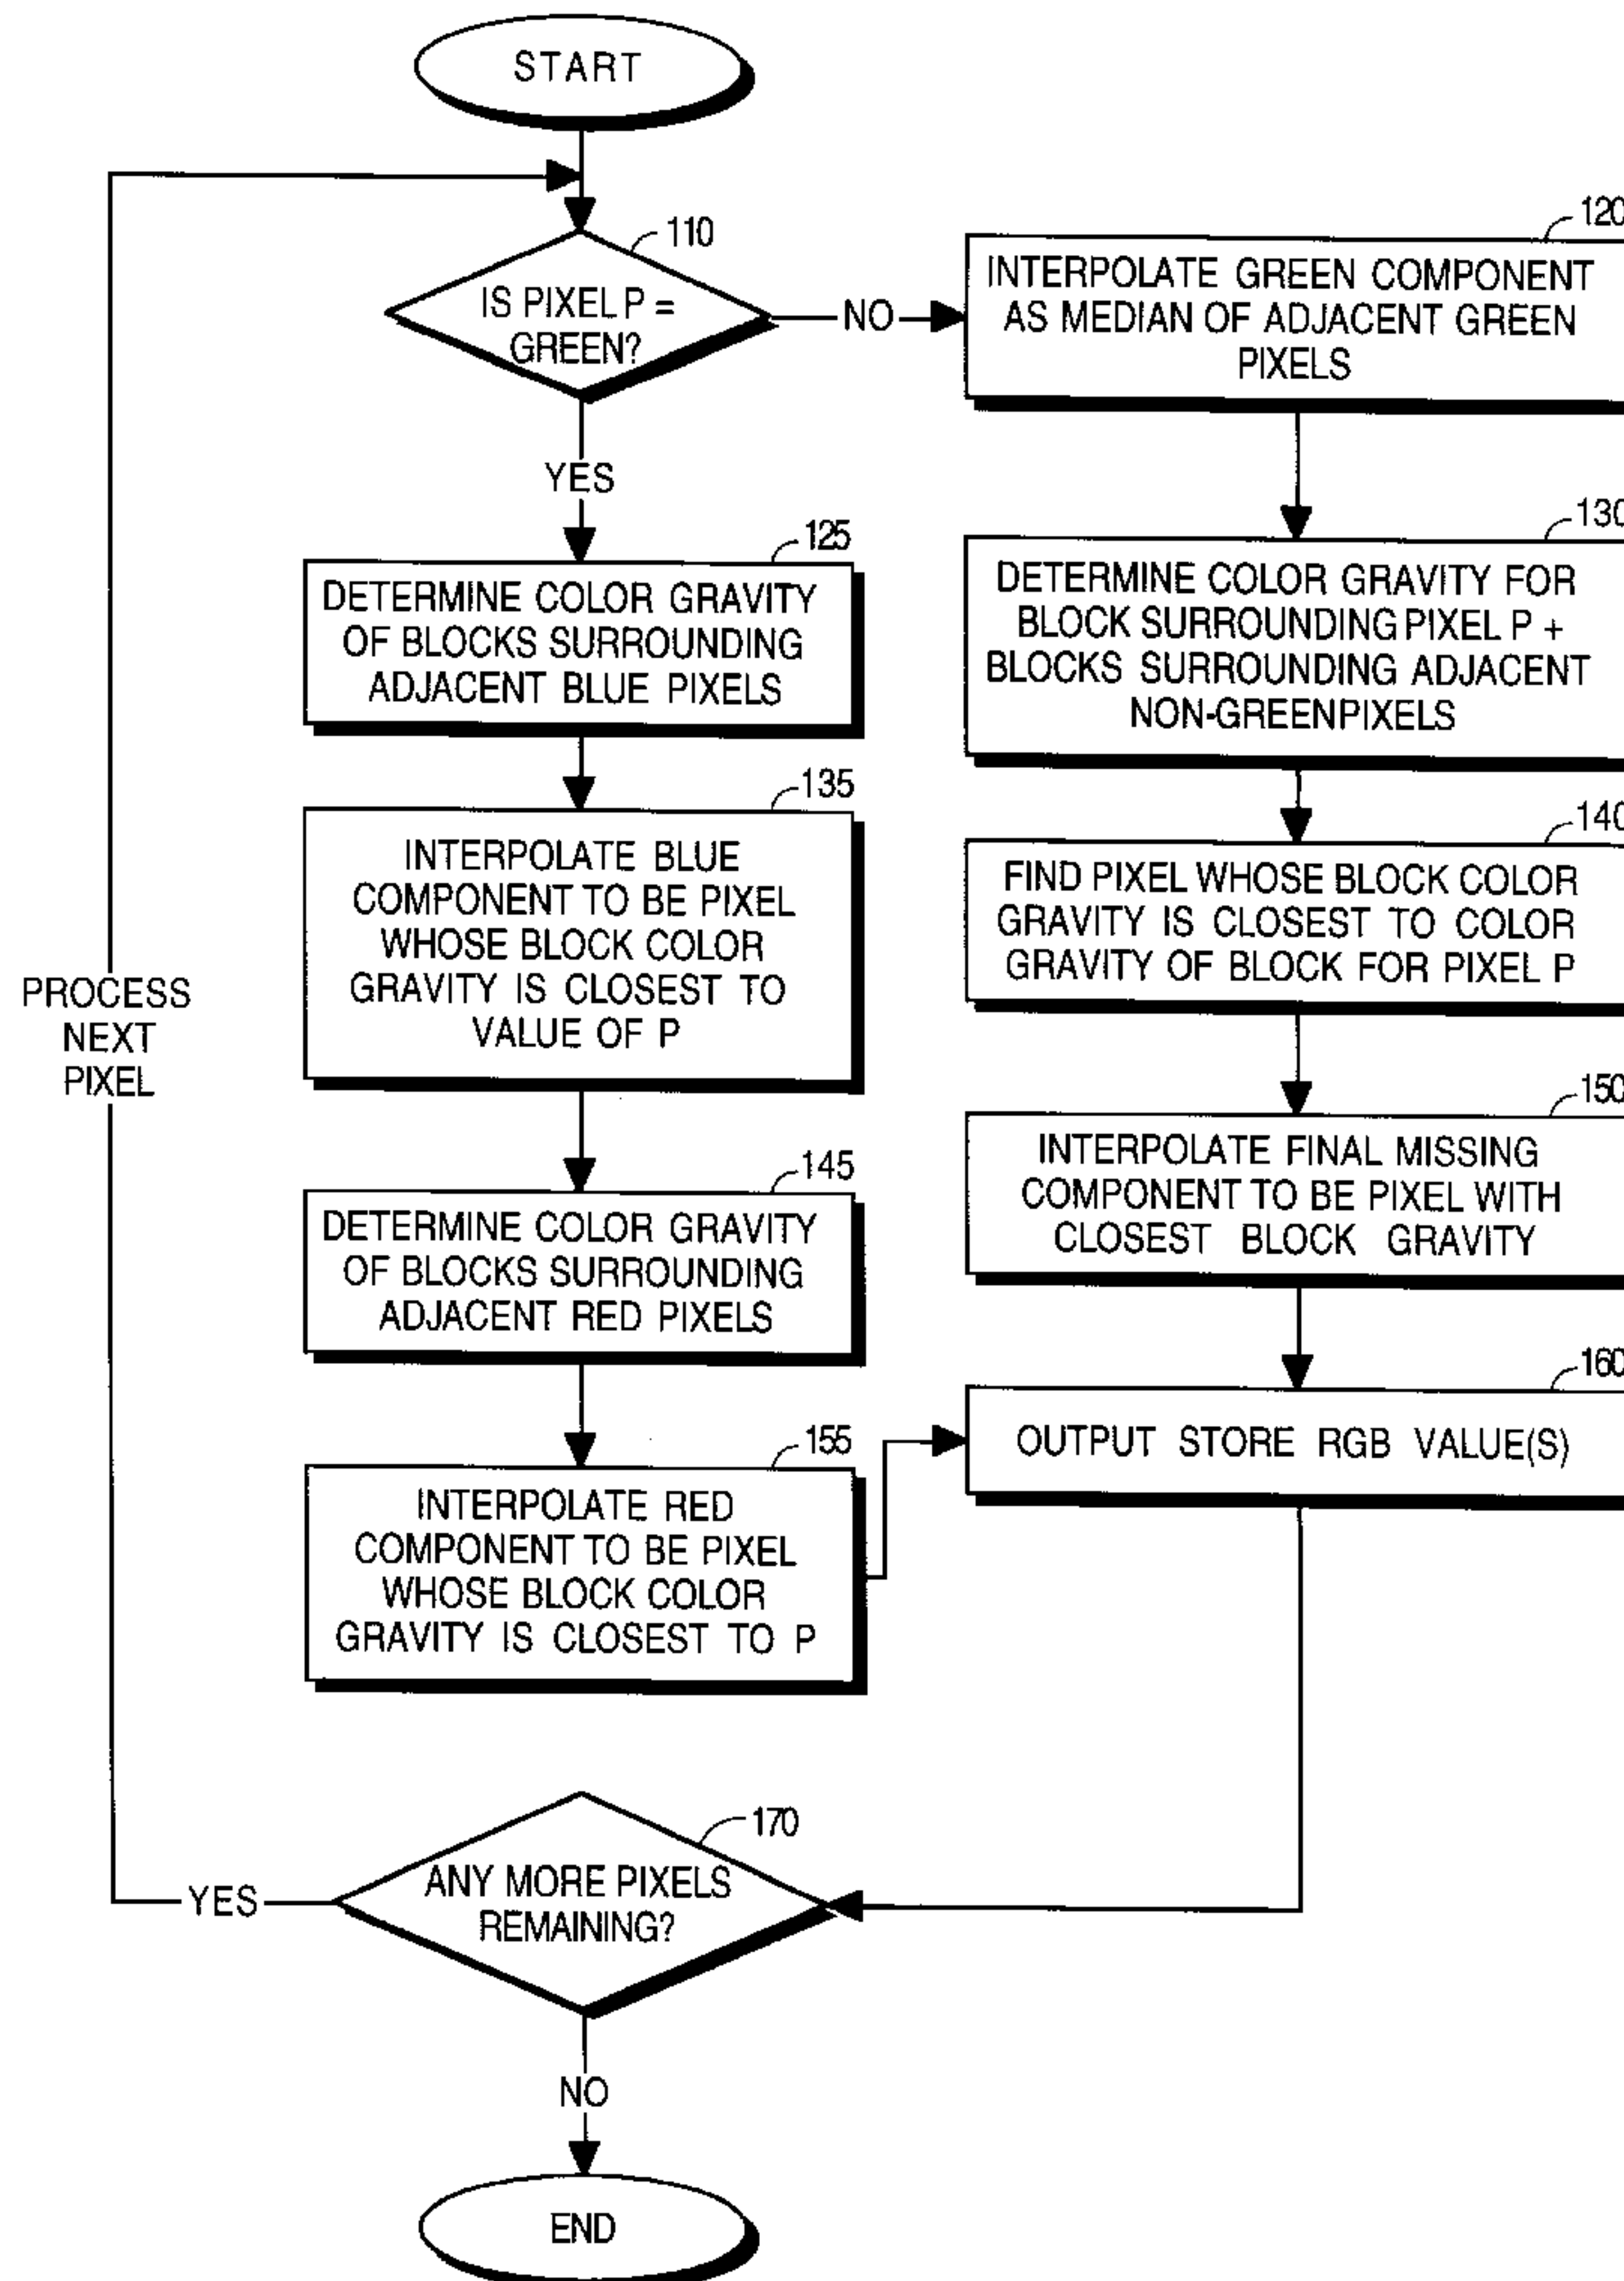 START
110
IS PIXEL P =
GREEN?
NO
120
INTERPOLATE GREEN COMPONENT
AS MEDIAN OF ADJACENT GREEN
PIXELS
YES
125
DETERMINE COLOR GRAVITY
OF BLOCKS SURROUNDING
ADJACENT BLUE PIXELS
130
DETERMINE COLOR GRAVITY FOR
BLOCK SURROUNDING PIXEL P +
BLOCKS SURROUNDING ADJACENT
NON-GREENPIXELS
135
INTERPOLATE BLUE
COMPONENT TO BE PIXEL
WHOSE BLOCK COLOR
GRAVITY IS CLOSEST TO
VALUE OF P
140
FIND PIXEL WHOSE BLOCK COLOR
GRAVITY IS CLOSEST TO COLOR
GRAVITY OF BLOCK FOR PIXEL P
PROCESS
NEXT
PIXEL
145
DETERMINE COLOR GRAVITY
OF BLOCKS SURROUNDING
ADJACENT RED PIXELS
150
INTERPOLATE FINAL MISSING
COMPONENT TO BE PIXEL WITH
CLOSEST BLOCK GRAVITY
155
INTERPOLATE RED
COMPONENT TO BE PIXEL
WHOSE BLOCK COLOR
GRAVITY IS CLOSEST TO P
160
OUTPUT STORE RGB VALUE(S)
170
ANY MORE PIXELS
REMAINING?
YES
NO
END